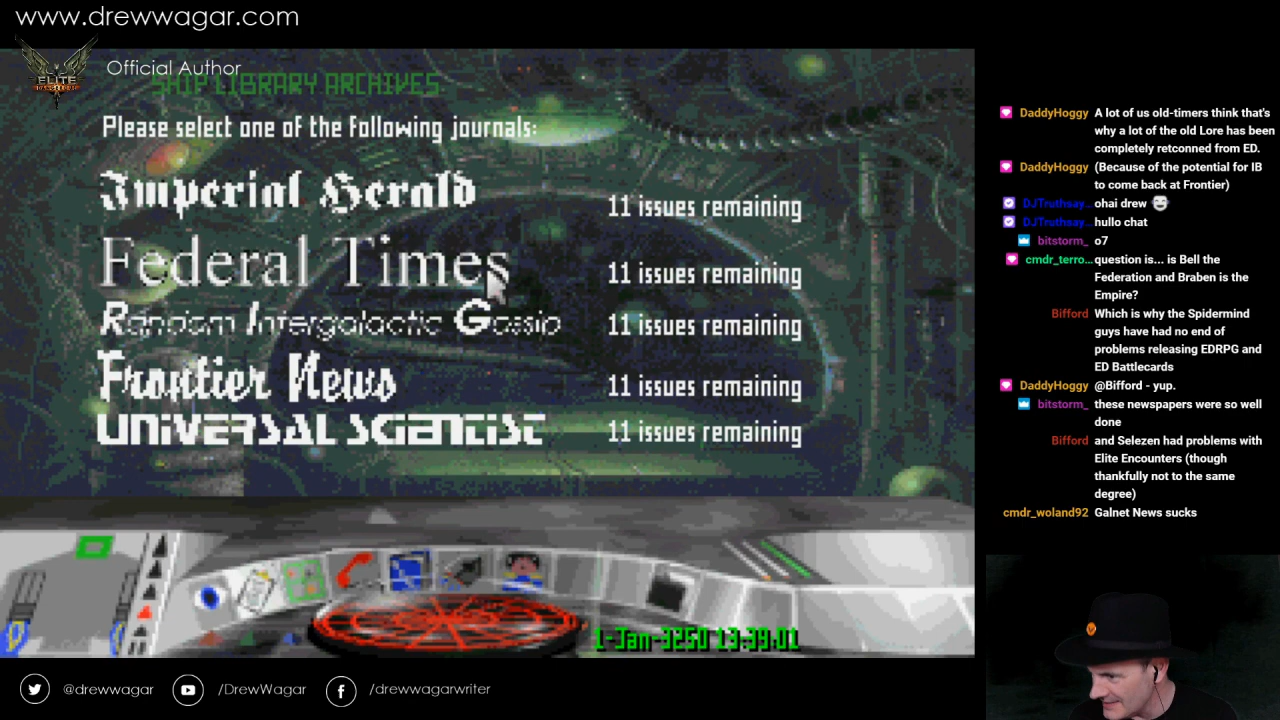 www.drewwagar.com
ELITE
DANGEROUS
Official Author
SHIP LIBRARY ARCHIVES.
Please select one of the following journals:
Imperial Herald 11 issues remaining
Federal Times 11 issues remaining
Random Intergalactic Gossip 11 issues remaining
Frontier News 11 issues remaining
UNIVERSAL SCIENTIST 11 issues remaining
1-Jan-3250 13:39:01
@drewwagar
/DrewWagar
/drewwagarwriter
DaddyHoggy A lot of us old-timers think that's
why a lot of the old Lore has been
completely retconned from ED.
DaddyHoggy (Because of the potential for IB
to come back at Frontier)
DJTruthsay... ohai drew
DJTruthsay... hullo chat
bitstorm_ o7
cmdr_terro... question is... is Bell the
Federation and Braben is the
Empire?
Bifford Which is why the Spidermind
guys have had no end of
problems releasing EDRPG and
ED Battlecards
DaddyHoggy @Bifford - yup.
bitstorm_ these newspapers were so well
done
Bifford and Selezen had problems with
Elite Encounters (though
thankfully not to the same
degree)
cmdr_woland92 Galnet News sucks